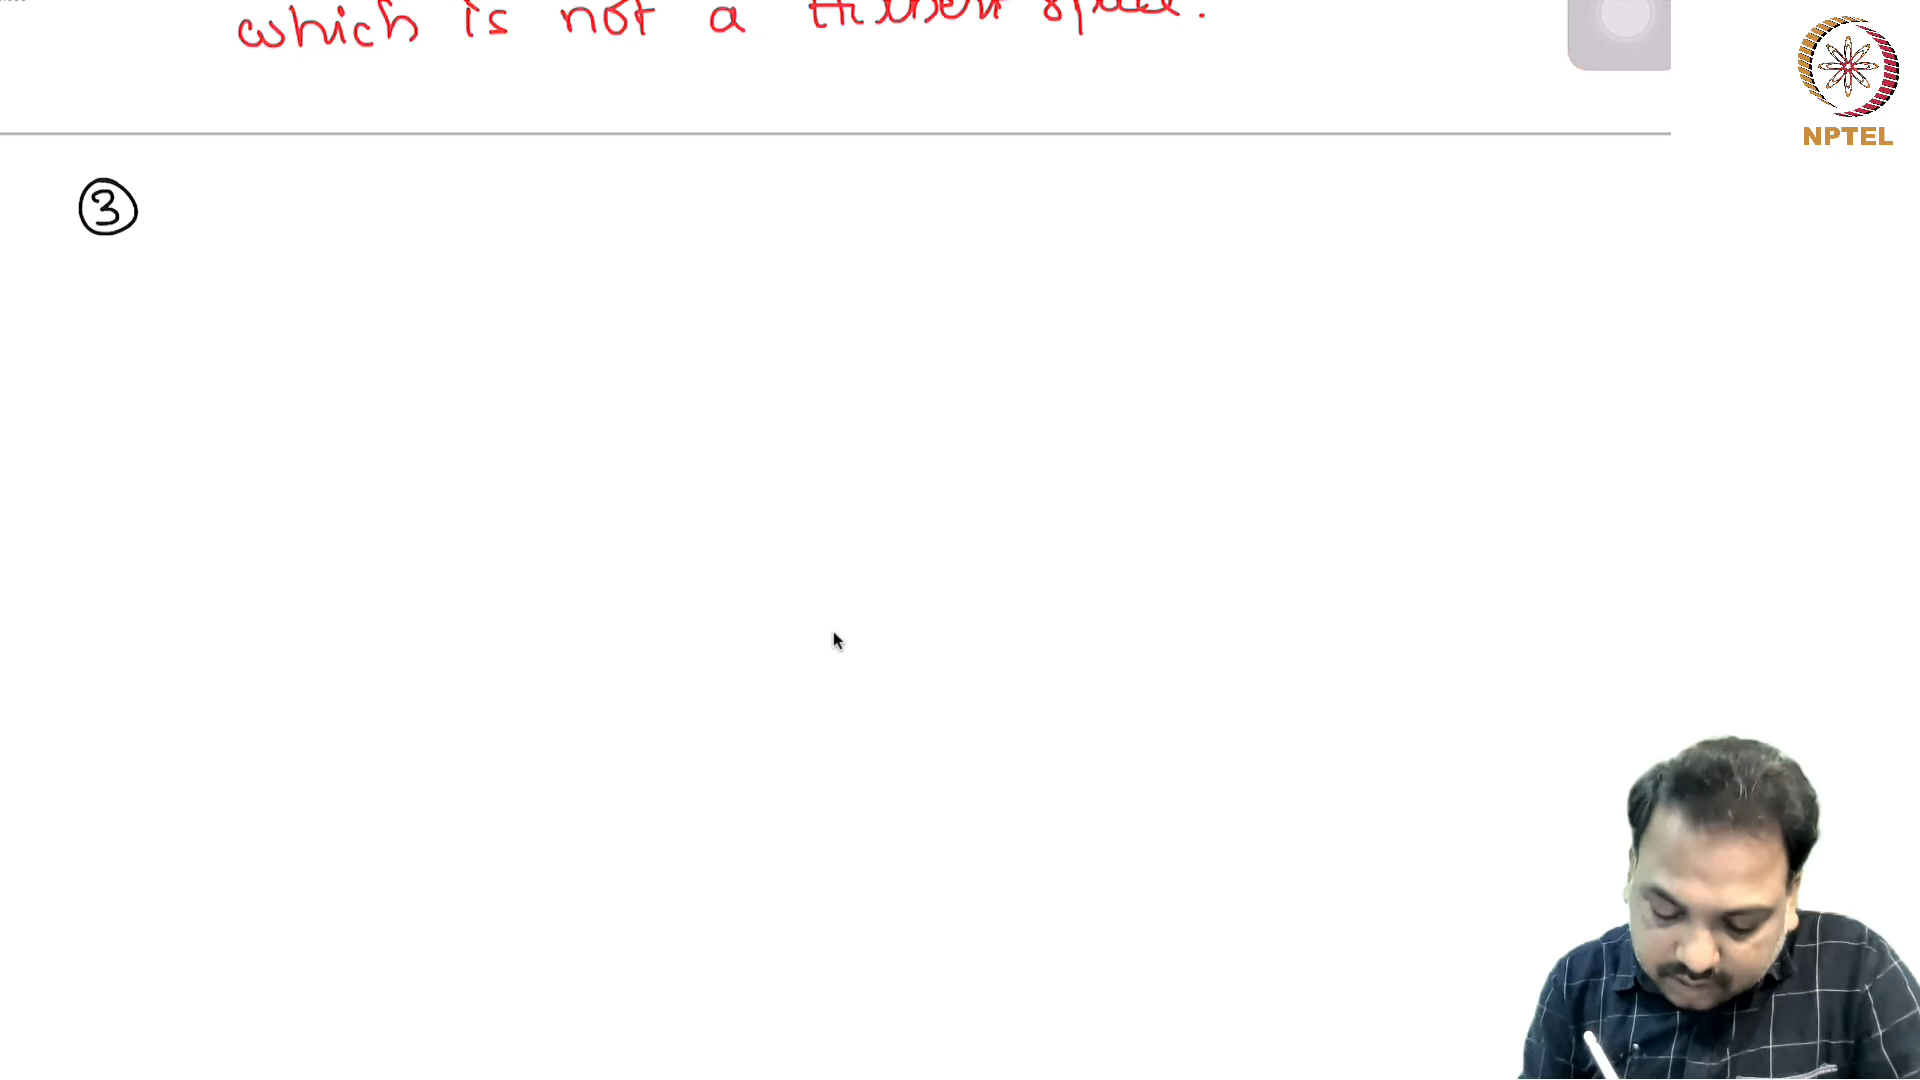 which is not a Hilbert space.
NPTEL
③